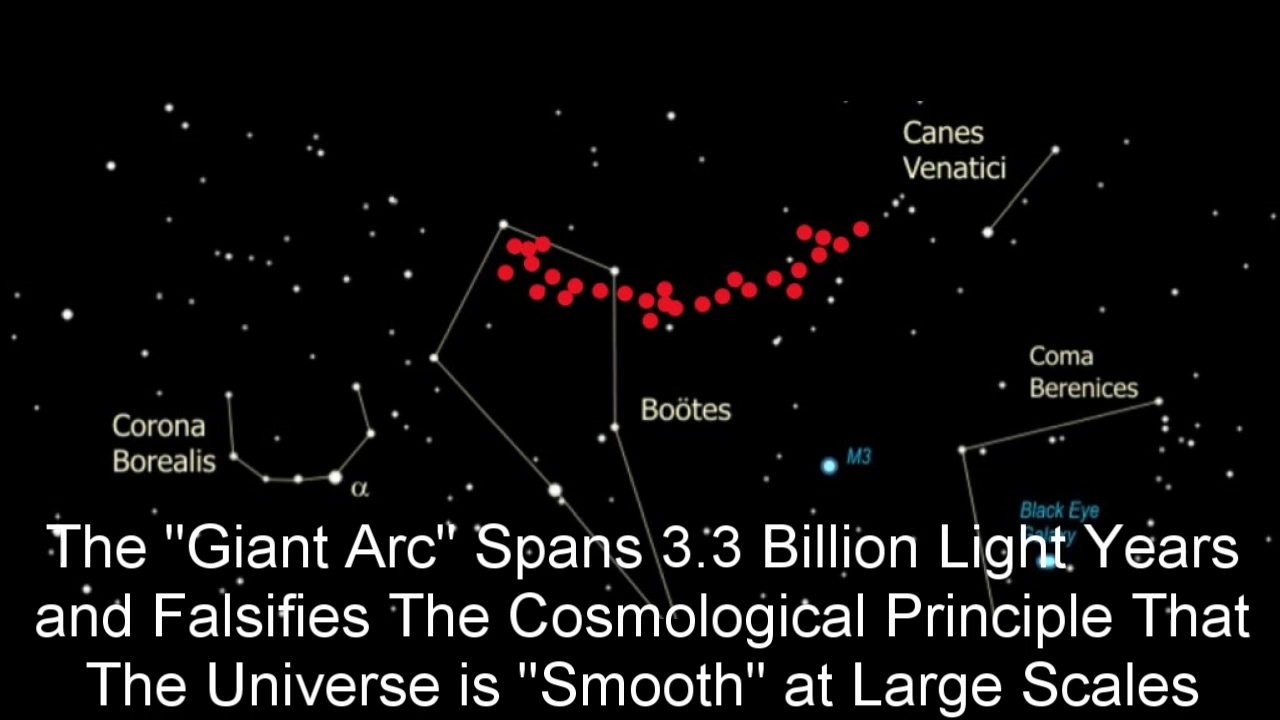 Canes
Venatici
Coma
Berenices
Corona
Borealis
α
Boötes
M3
Black Eye
Galaxy
The "Giant Arc" Spans 3.3 Billion Light Years
and Falsifies The Cosmological Principle That
The Universe is "Smooth" at Large Scales